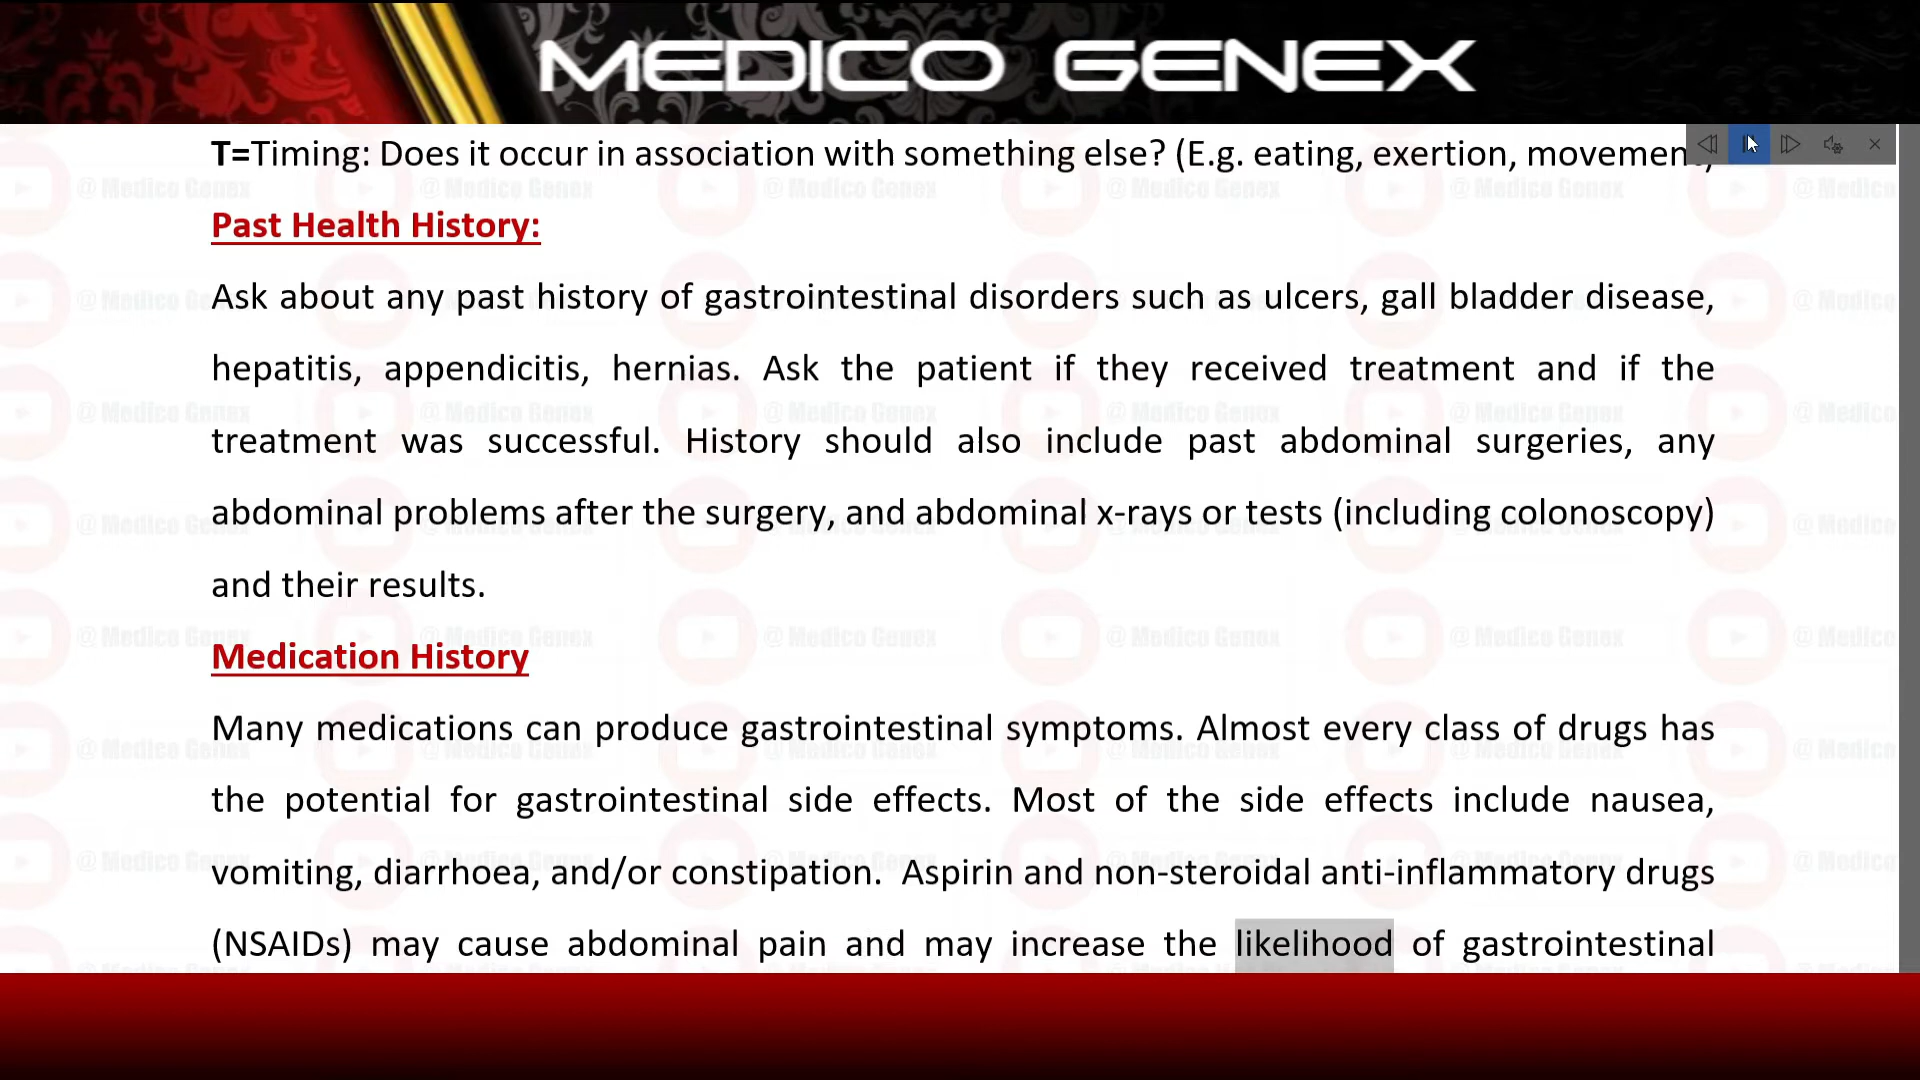 MEDICO GENEX
T=Timing: Does it occur in association with something else? (E.g. eating, exertion, movement)
Past Health History:
Ask about any past history of gastrointestinal disorders such as ulcers, gall bladder disease,
hepatitis, appendicitis, hernias. Ask the patient if they received treatment and if the
treatment was successful. History should also include past abdominal surgeries, any
abdominal problems after the surgery, and abdominal x-rays or tests (including colonoscopy)
and their results.
Medication History
Many medications can produce gastrointestinal symptoms. Almost every class of drugs has
the potential for gastrointestinal side effects. Most of the side effects include nausea,
vomiting, diarrhoea, and/or constipation. Aspirin and non-steroidal anti-inflammatory drugs
(NSAIDs) may cause abdominal pain and may increase the likelihood of gastrointestinal
@ Medico Genex